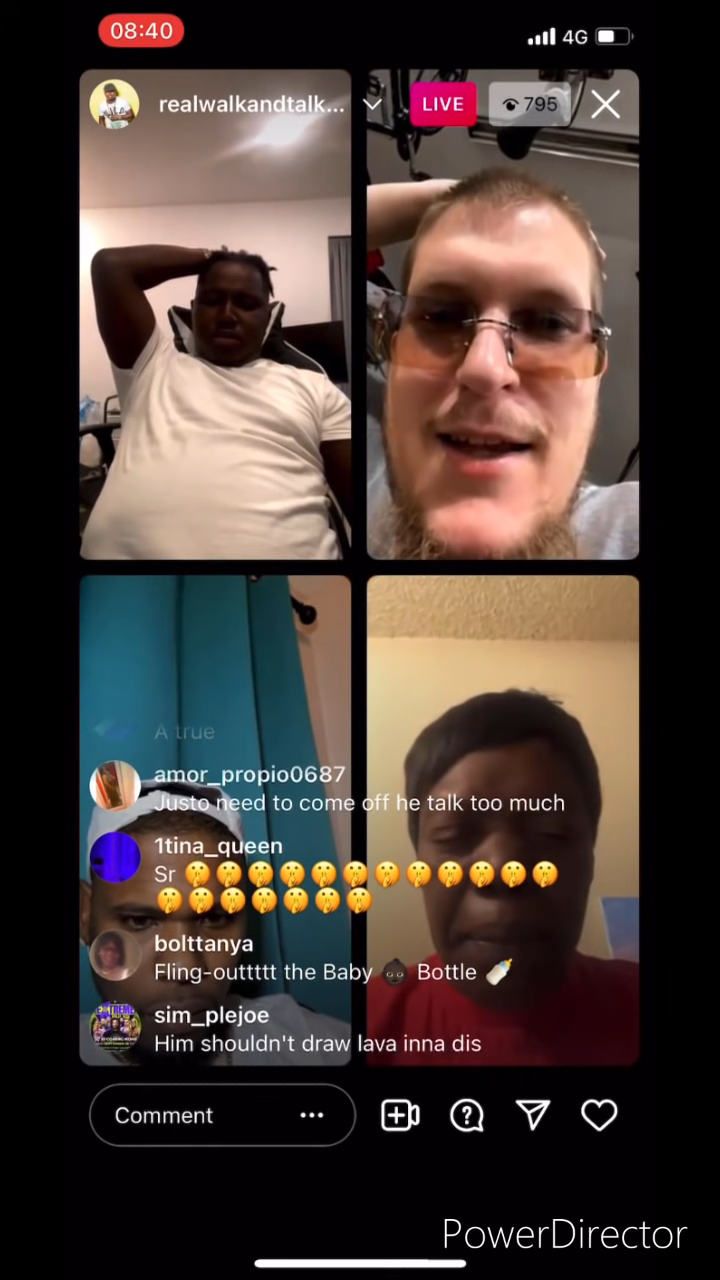 08:40
4G
realwalkandtalk...
LIVE
795
A true
amor_propio0687
Justo need to come off he talk too much
1tina_queen
Sr 🤫🤫🤫🤫🤫🤫🤫🤫🤫🤫🤫🤫
🤫🤫🤫🤫🤫🤫🤫
bolttanya
Fling-outtttt the Baby 👶🏿 Bottle 🍼
sim_plejoe
Him shouldn't draw lava inna dis
Comment
PowerDirector